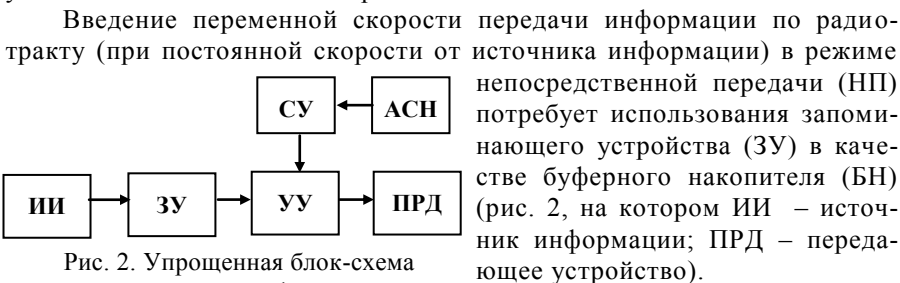 Введение переменной скорости передачи информации по радио-
тракту (при постоянной скорости от источника информации) в режиме
непосредственной передачи (НП)
потребует использования запоми-
нающего устройства (ЗУ) в каче-
стве буферного накопителя (БН)
(рис. 2, на котором ИИ – источ-
ник информации; ПРД – переда-
ющее устройство).
СУ
АСН
ИИ
ЗУ
УУ
ПРД
Рис. 2. Упрощенная блок-схема